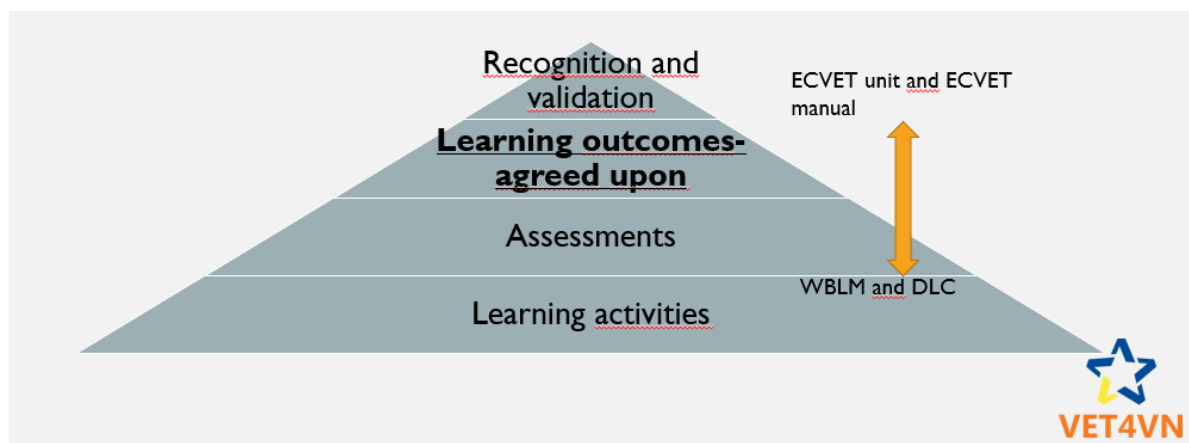 Recognition and
validation
Learning outcomes-
agreed upon
Assessments
Learning activities
ECVET unit and ECVET
manual
WBLM and DLC
VET4VN